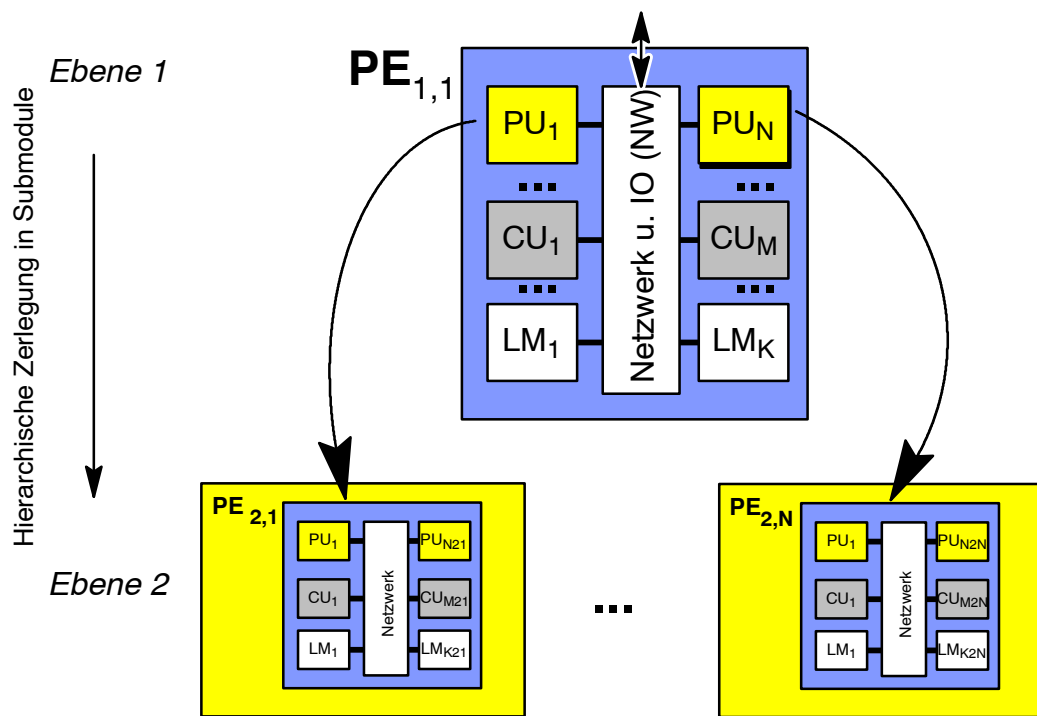 Ebene 1
Hierarchische Zerlegung in Submodule
PE1,1
PU1
PUN
...
...
CU1
CUM
...
...
LM1
LMK
Netzwerk u. IO (NW)
Ebene 2
PE 2,1
PU1
PUN21
CU1
CUM21
LM1
LMK21
Netzwerk
...
PE2,N
PU1
PUN2N
CU1
CUM2N
LM1
LMK2N
Netzwerk